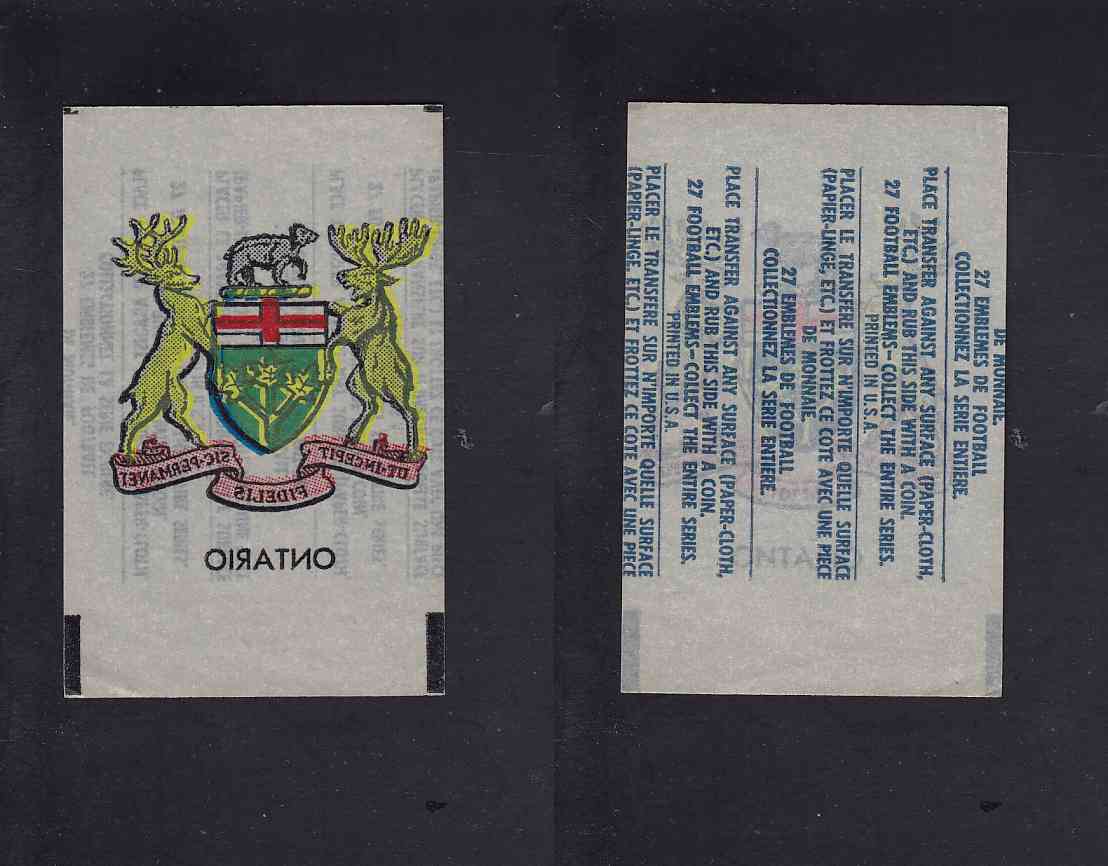 UT·INCEPIT
FIDELIS
SIC·PERMANET
ONTARIO
DE MONNAIE.
27 EMBLEMES DE FOOTBALL
COLLECTIONNEZ LA SERIE ENTIERE.
PLACE TRANSFER AGAINST ANY SURFACE (PAPER-CLOTH,
ETC.) AND RUB THIS SIDE WITH A COIN.
27 FOOTBALL EMBLEMS—COLLECT THE ENTIRE SERIES.
PRINTED IN U.S.A.
PLACER LE TRANSFERE SUR N'IMPORTE QUELLE SURFACE
(PAPIER-LINGE, ETC.) ET FROTTEZ CE COTE AVEC UNE PIECE
DE MONNAIE.
27 EMBLEMES DE FOOTBALL
COLLECTIONNEZ LA SERIE ENTIERE.
PLACE TRANSFER AGAINST ANY SURFACE (PAPER-CLOTH,
ETC.) AND RUB THIS SIDE WITH A COIN.
27 FOOTBALL EMBLEMS—COLLECT THE ENTIRE SERIES.
PRINTED IN U.S.A.
PLACER LE TRANSFERE SUR N'IMPORTE QUELLE SURFACE
(PAPIER-LINGE, ETC.) ET FROTTEZ CE COTE AVEC UNE PIECE